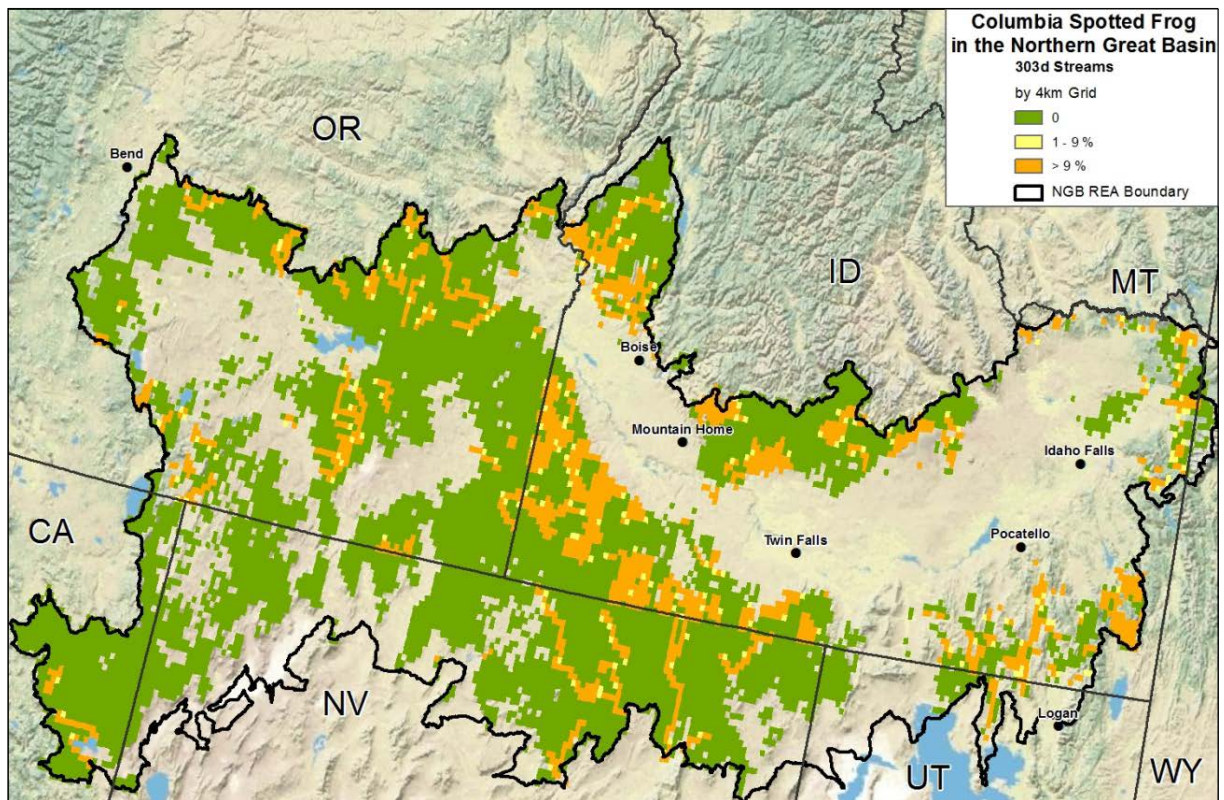 Columbia Spotted Frog
in the Northern Great Basin
303d Streams
by 4km Grid
0
1 - 9 %
> 9 %
NGB REA Boundary
OR
Bend
ID
MT
Boise
Mountain Home
Idaho Falls
CA
Twin Falls
Pocatello
NV
Logan
UT
WY